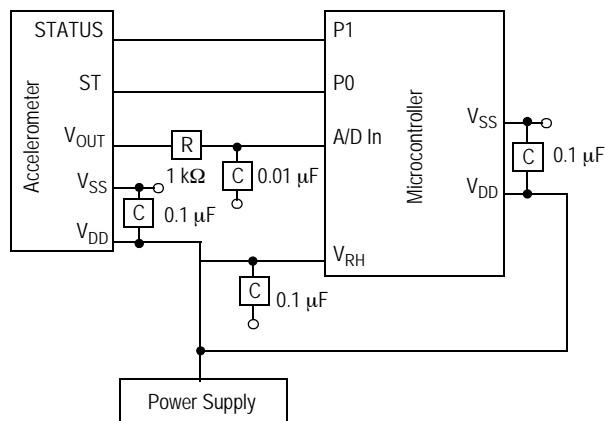 Accelerometer
STATUS
ST
VOUT
VSS
VDD
R
1 kΩ
C
0.01 μF
C
0.1 μF
C
0.1 μF
P1
P0
A/D In
VRH
Microcontroller
VSS
VDD
C
0.1 μF
Power Supply